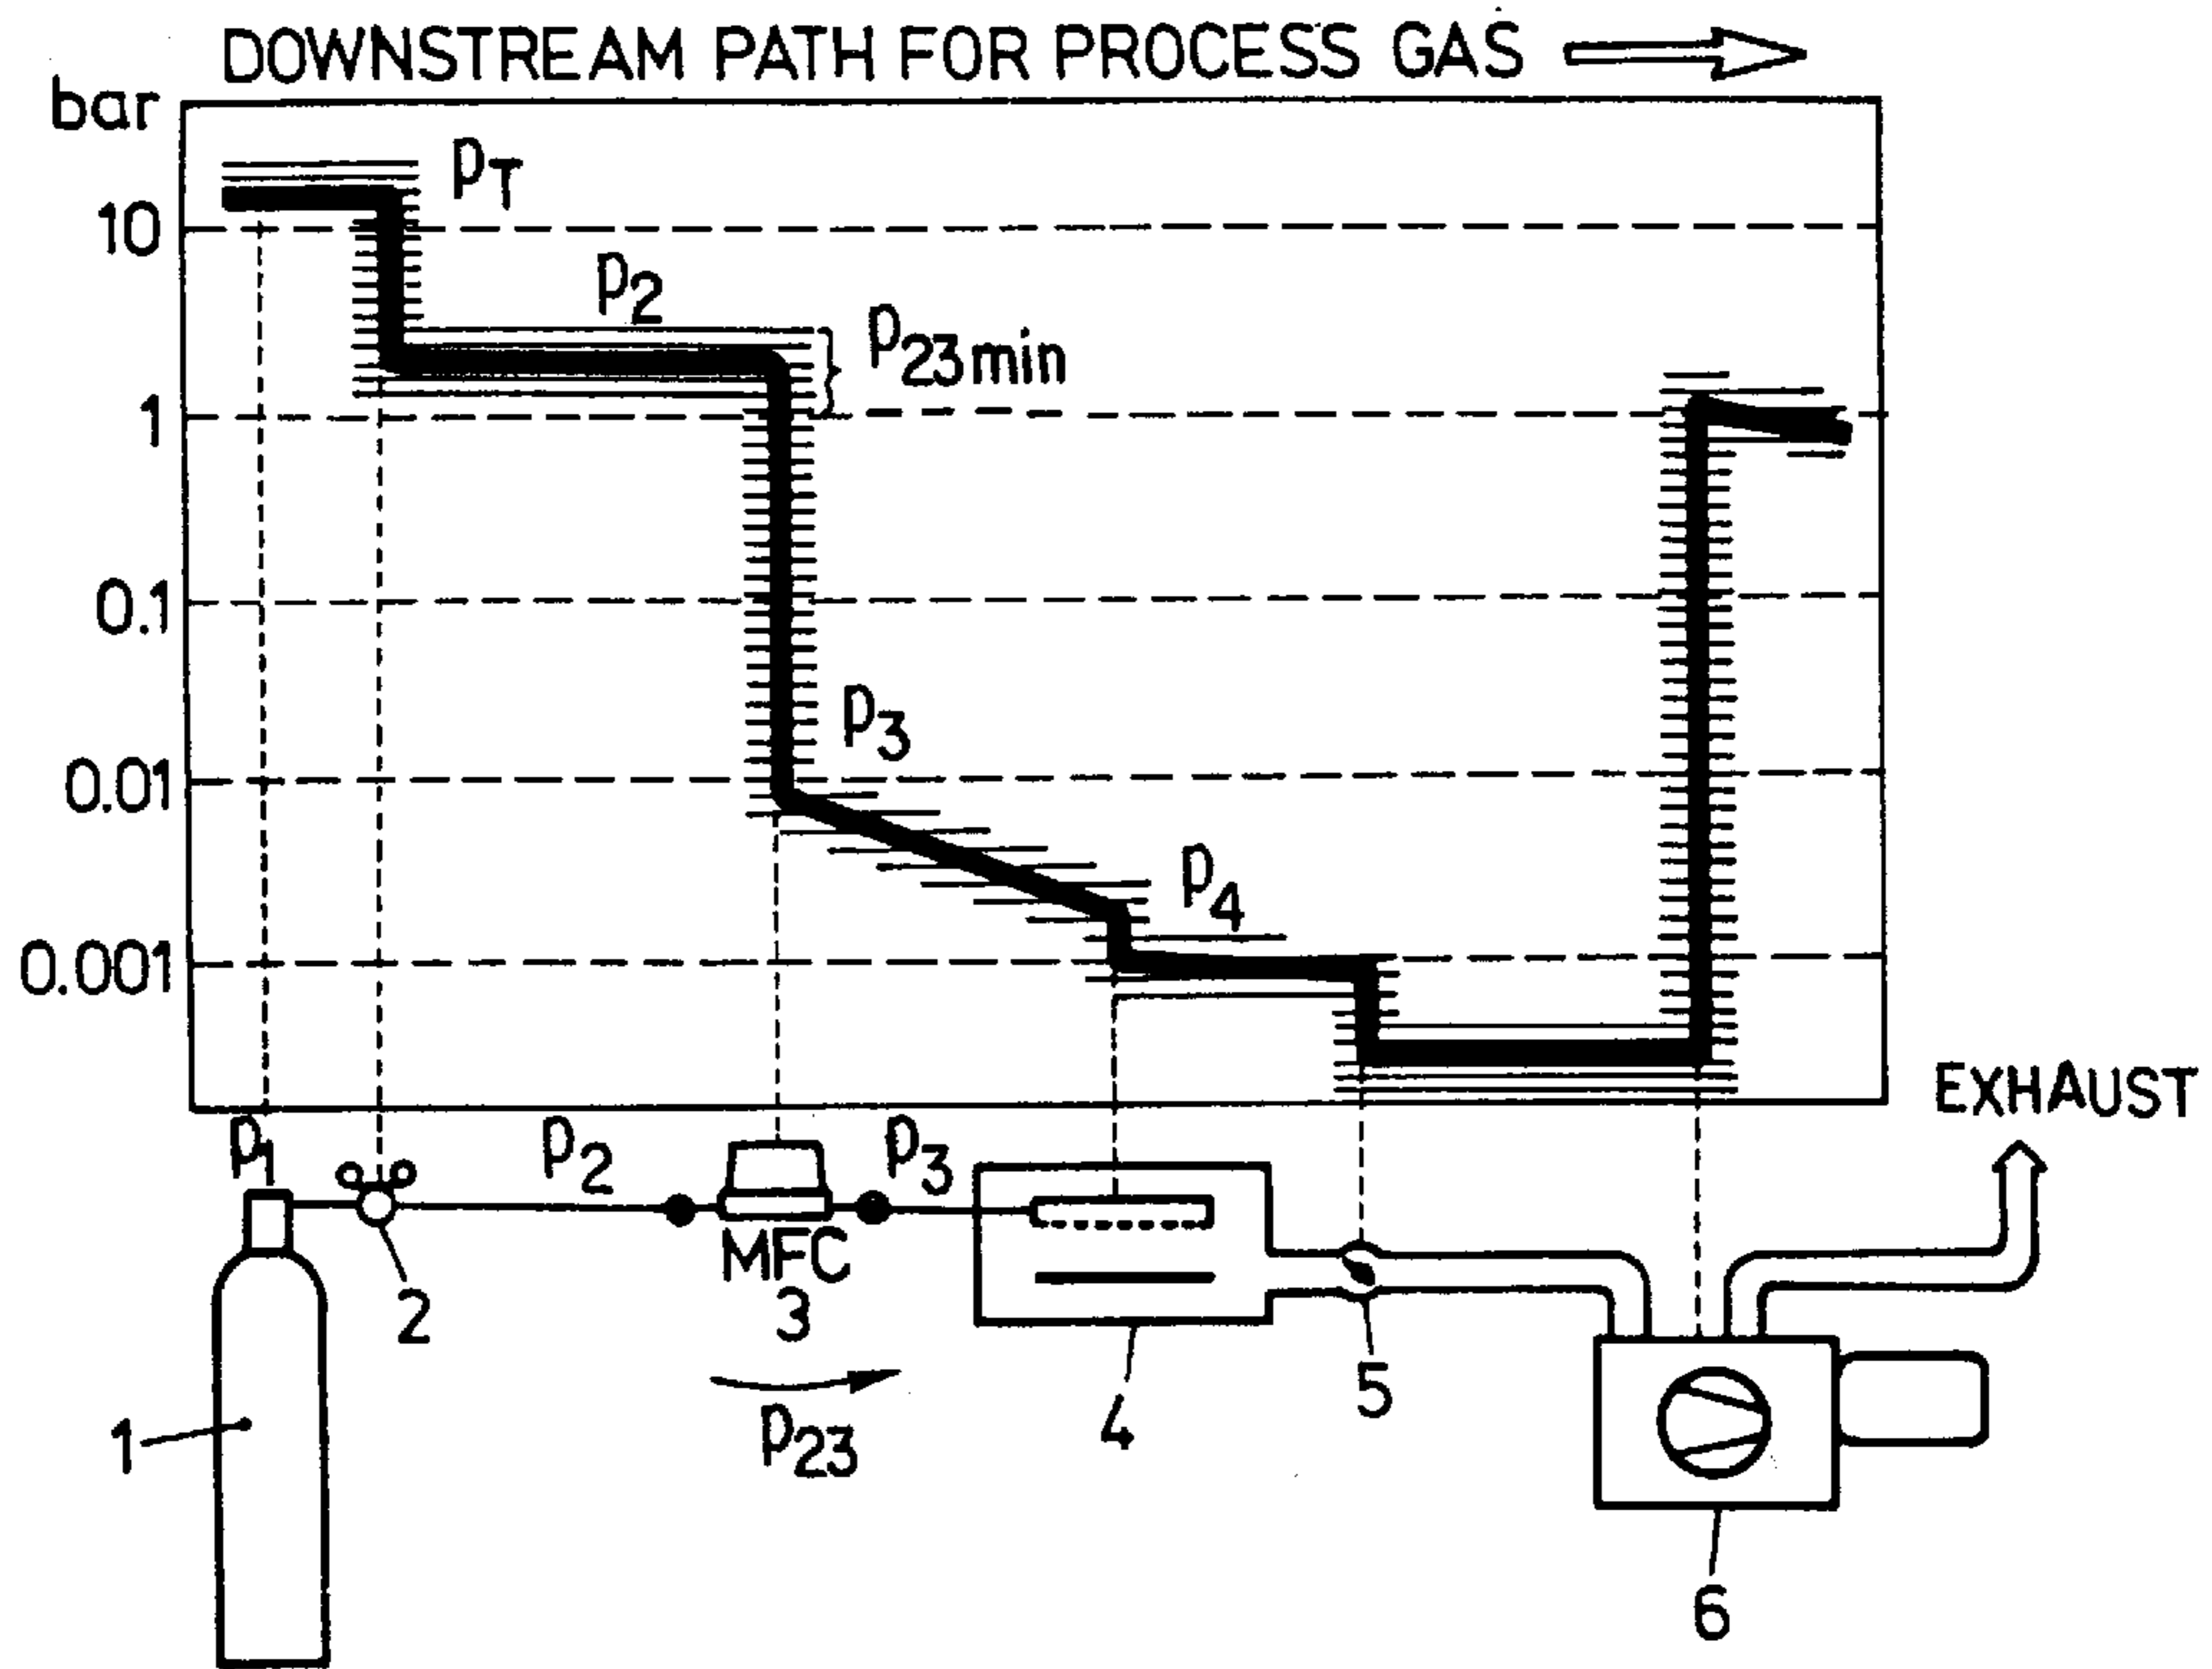 DOWNSTREAM PATH FOR PROCESS GAS
bar
pT
10
p2
p23min
1
0.1
p3
0.01
p4
0.001
EXHAUST
p1
p2
p3
MFC
3
2
5
4
1
p23
6